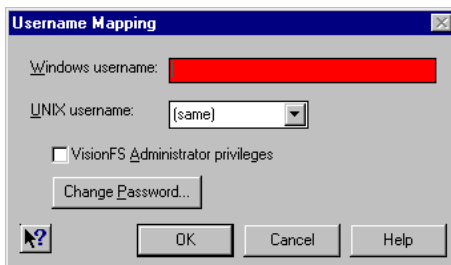 Username Mapping
Windows username:
UNIX username: (same)
VisionFS Administrator privileges
Change Password...
? OK Cancel Help